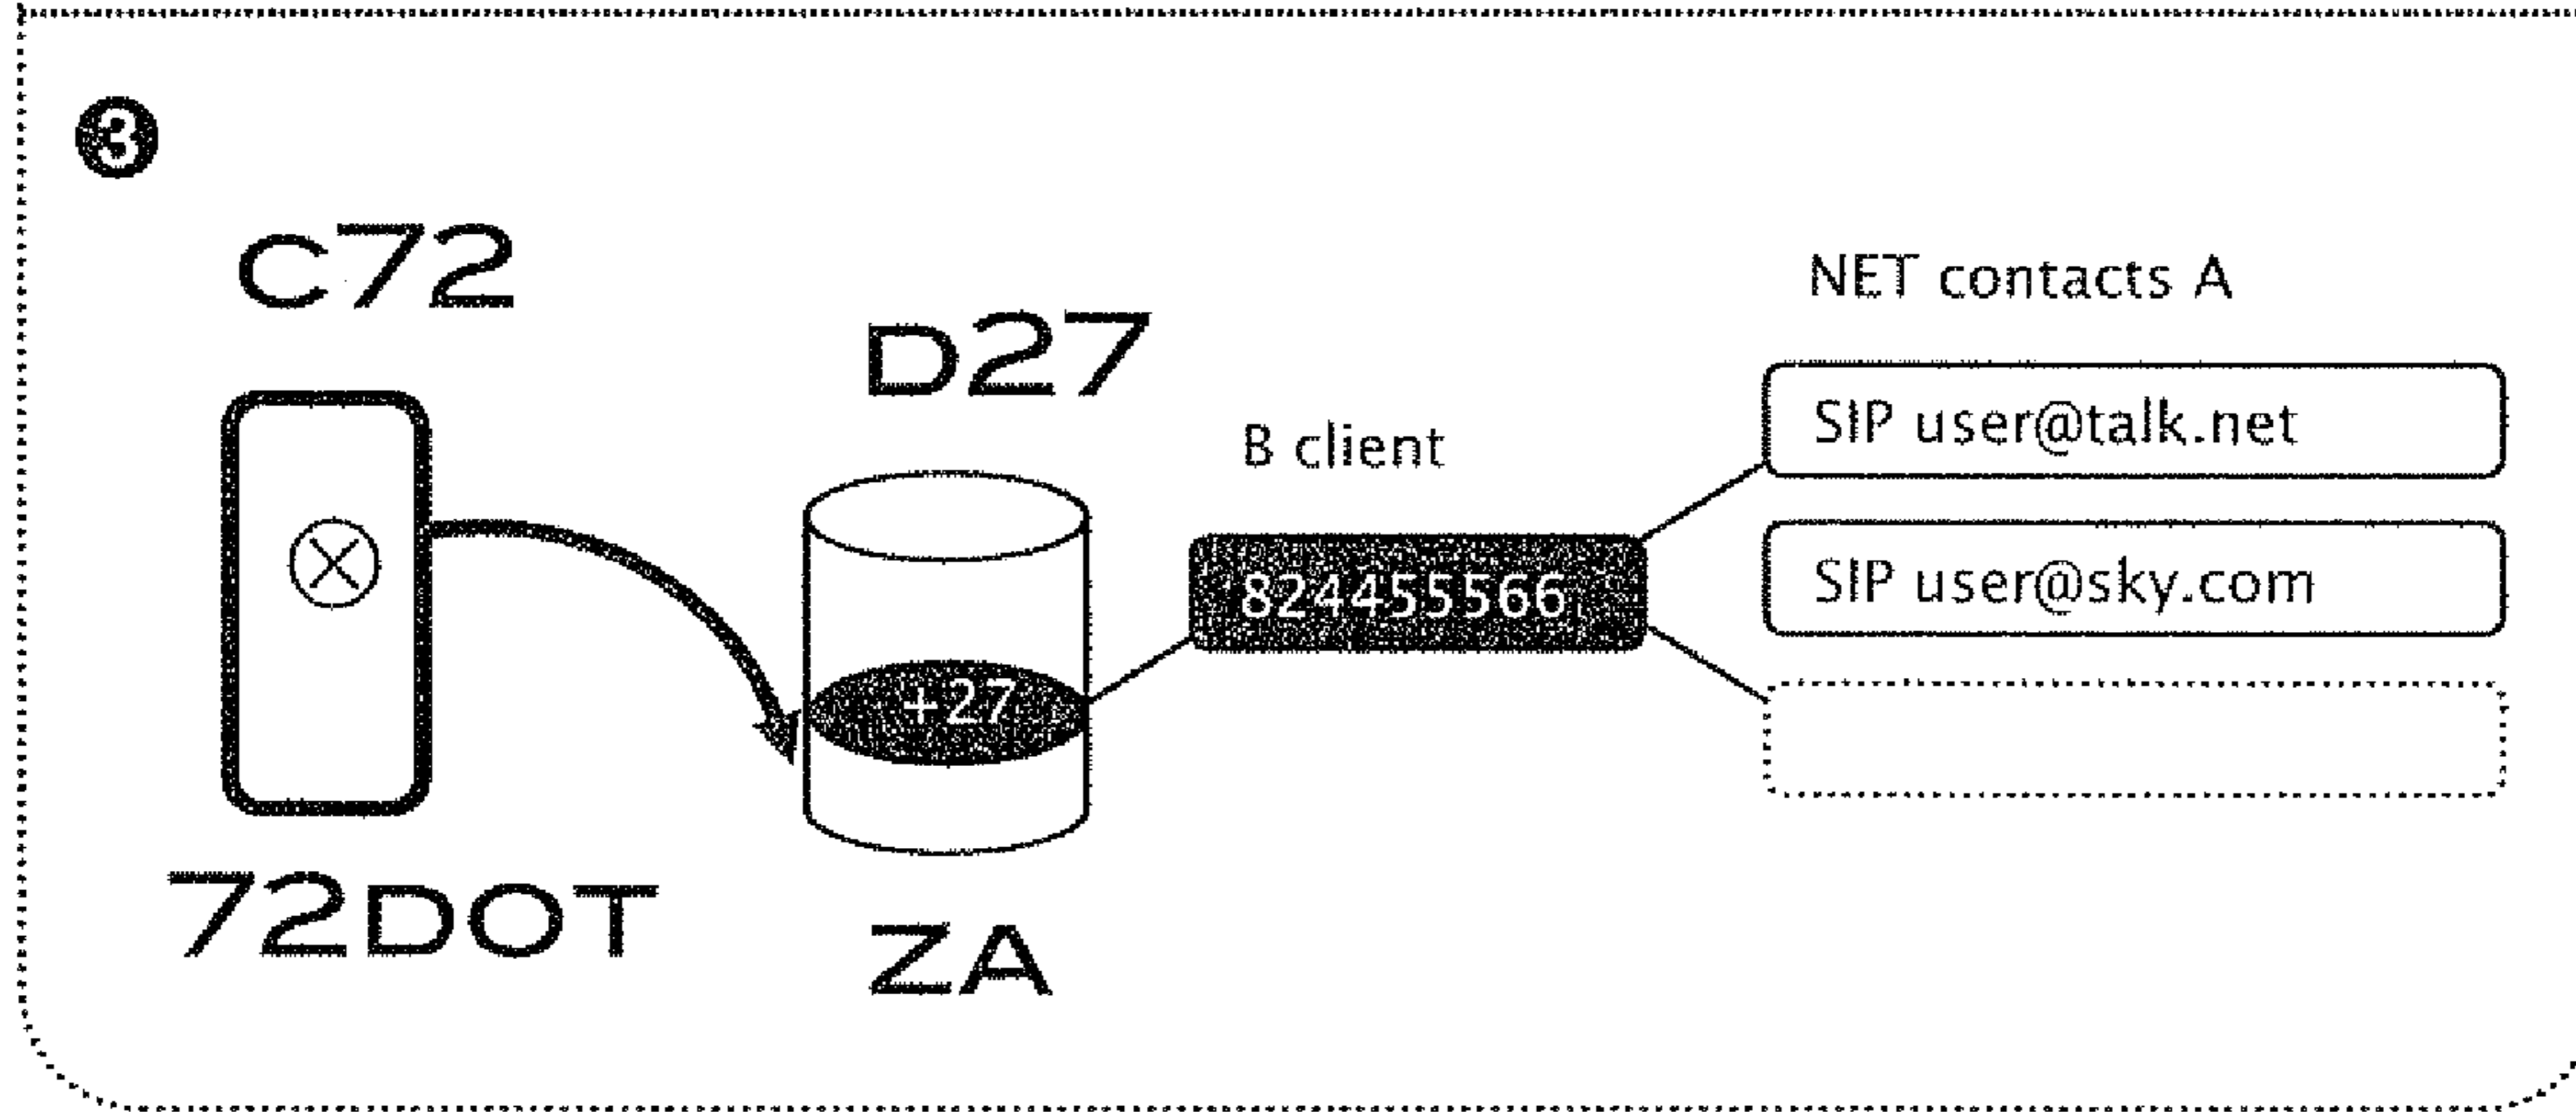 3
C72
72DOT
D27
+27
ZA
B client
824455566
NET contacts A
SIP user@talk.net
SIP user@sky.com